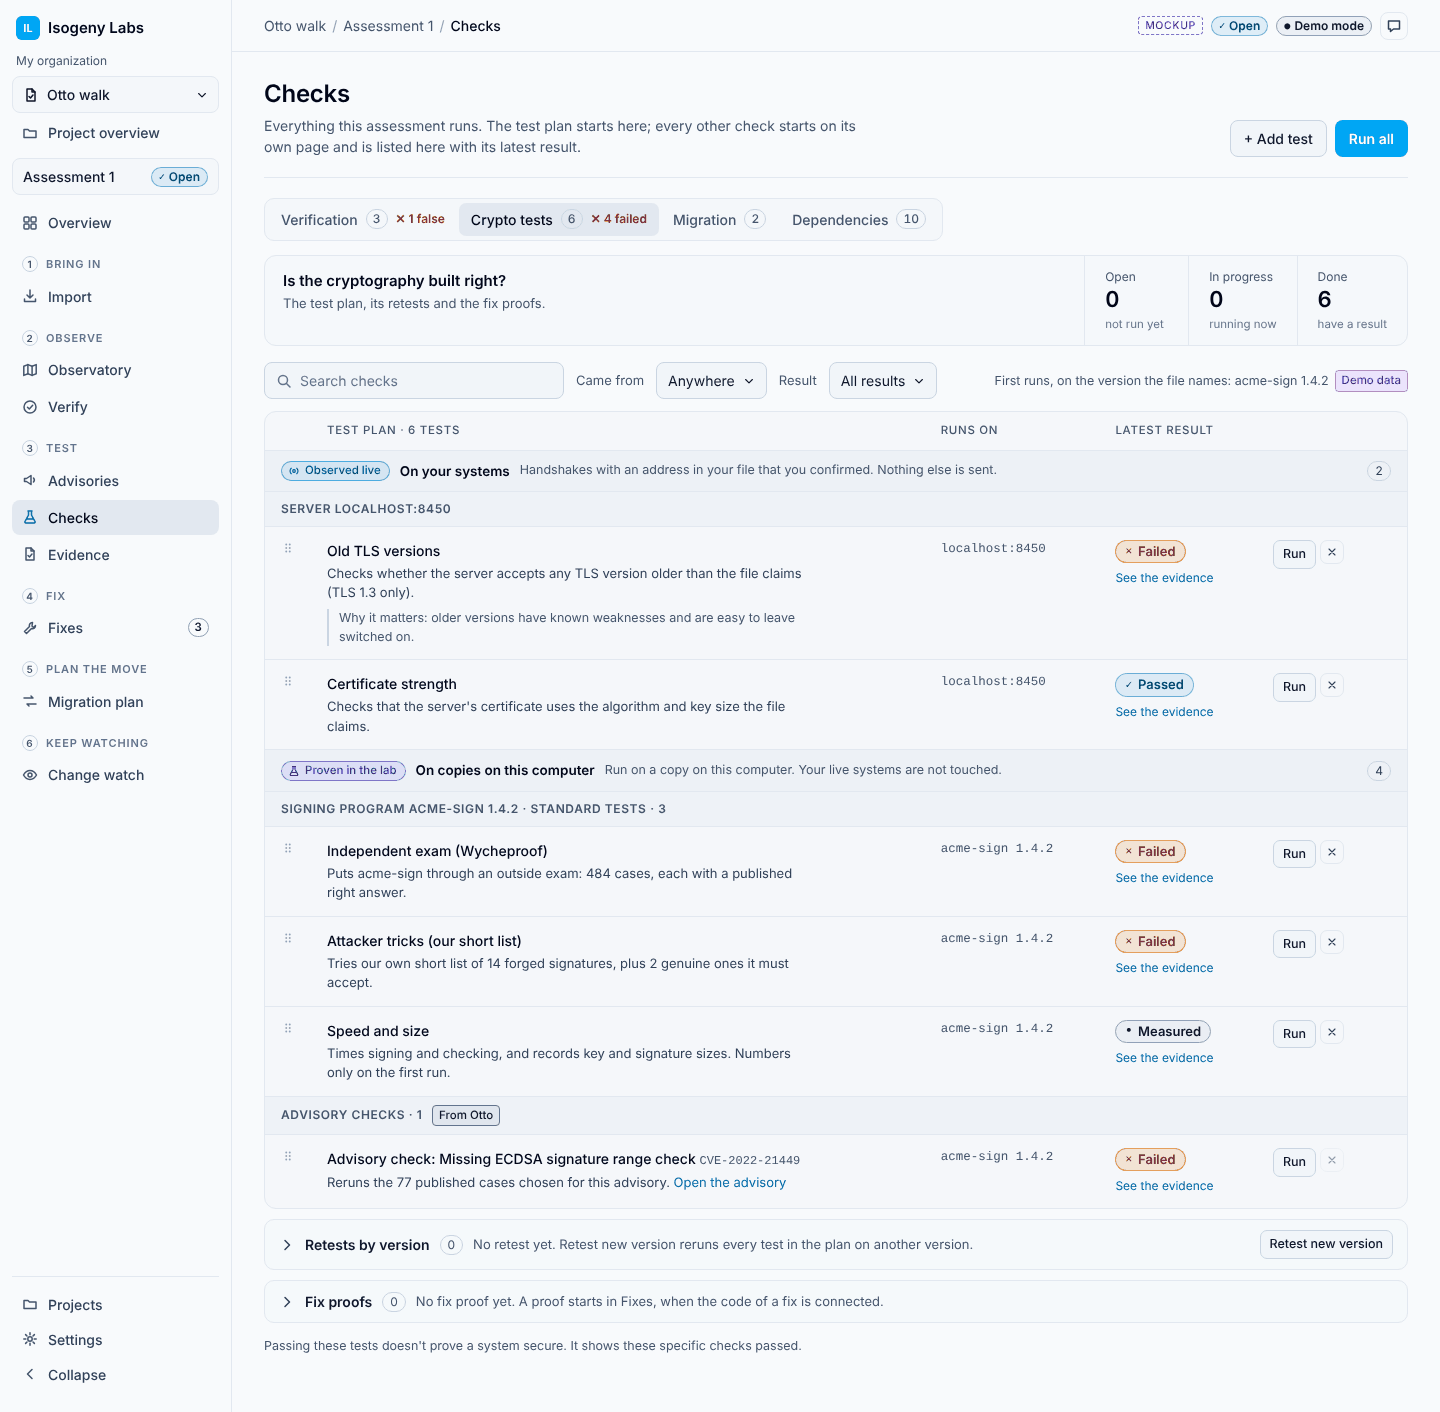 IL Isogeny Labs
My organization
Otto walk
Project overview
Assessment 1 ✓ Open
Overview
1 BRING IN
Import
2 OBSERVE
Observatory
Verify
3 TEST
Advisories
Checks
Evidence
4 FIX
Fixes 3
5 PLAN THE MOVE
Migration plan
6 KEEP WATCHING
Change watch
Projects
Settings
Collapse
Otto walk / Assessment 1 / Checks
MOCKUP ✓ Open • Demo mode
Checks
Everything this assessment runs. The test plan starts here; every other check starts on its
own page and is listed here with its latest result.
+ Add test Run all
Verification 3 × 1 false Crypto tests 6 × 4 failed Migration 2 Dependencies 10
Is the cryptography built right?
The test plan, its retests and the fix proofs.
Open
0
not run yet
In progress
0
running now
Done
6
have a result
Search checks Came from Anywhere Result All results First runs, on the version the file names: acme-sign 1.4.2 Demo data
TEST PLAN · 6 TESTS RUNS ON LATEST RESULT
Observed live On your systems Handshakes with an address in your file that you confirmed. Nothing else is sent. 2
SERVER LOCALHOST:8450
Old TLS versions localhost:8450 × Failed Run ×
Checks whether the server accepts any TLS version older than the file claims
(TLS 1.3 only).
See the evidence
Why it matters: older versions have known weaknesses and are easy to leave
switched on.
Certificate strength localhost:8450 ✓ Passed Run ×
Checks that the server's certificate uses the algorithm and key size the file
claims.
See the evidence
Proven in the lab On copies on this computer Run on a copy on this computer. Your live systems are not touched. 4
SIGNING PROGRAM ACME-SIGN 1.4.2 · STANDARD TESTS · 3
Independent exam (Wycheproof) acme-sign 1.4.2 × Failed Run ×
Puts acme-sign through an outside exam: 484 cases, each with a published
right answer.
See the evidence
Attacker tricks (our short list) acme-sign 1.4.2 × Failed Run ×
Tries our own short list of 14 forged signatures, plus 2 genuine ones it must
accept.
See the evidence
Speed and size acme-sign 1.4.2 • Measured Run ×
Times signing and checking, and records key and signature sizes. Numbers
only on the first run.
See the evidence
ADVISORY CHECKS · 1 From Otto
Advisory check: Missing ECDSA signature range check CVE-2022-21449 acme-sign 1.4.2 × Failed Run ×
Reruns the 77 published cases chosen for this advisory. Open the advisory
See the evidence
Retests by version 0 No retest yet. Retest new version reruns every test in the plan on another version. Retest new version
Fix proofs 0 No fix proof yet. A proof starts in Fixes, when the code of a fix is connected.
Passing these tests doesn't prove a system secure. It shows these specific checks passed.